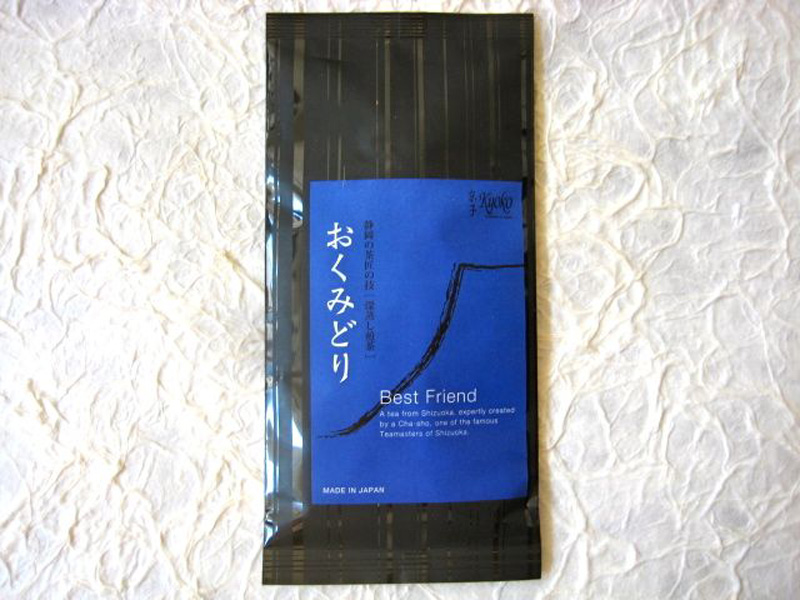 京子
Kyoko
静岡の茶匠の技［深蒸し煎茶］
おくみどり
Best Friend
A tea from Shizuoka, expertly created
by a Cha-sho, one of the famous
Teamasters of Shizuoka.
MADE IN JAPAN